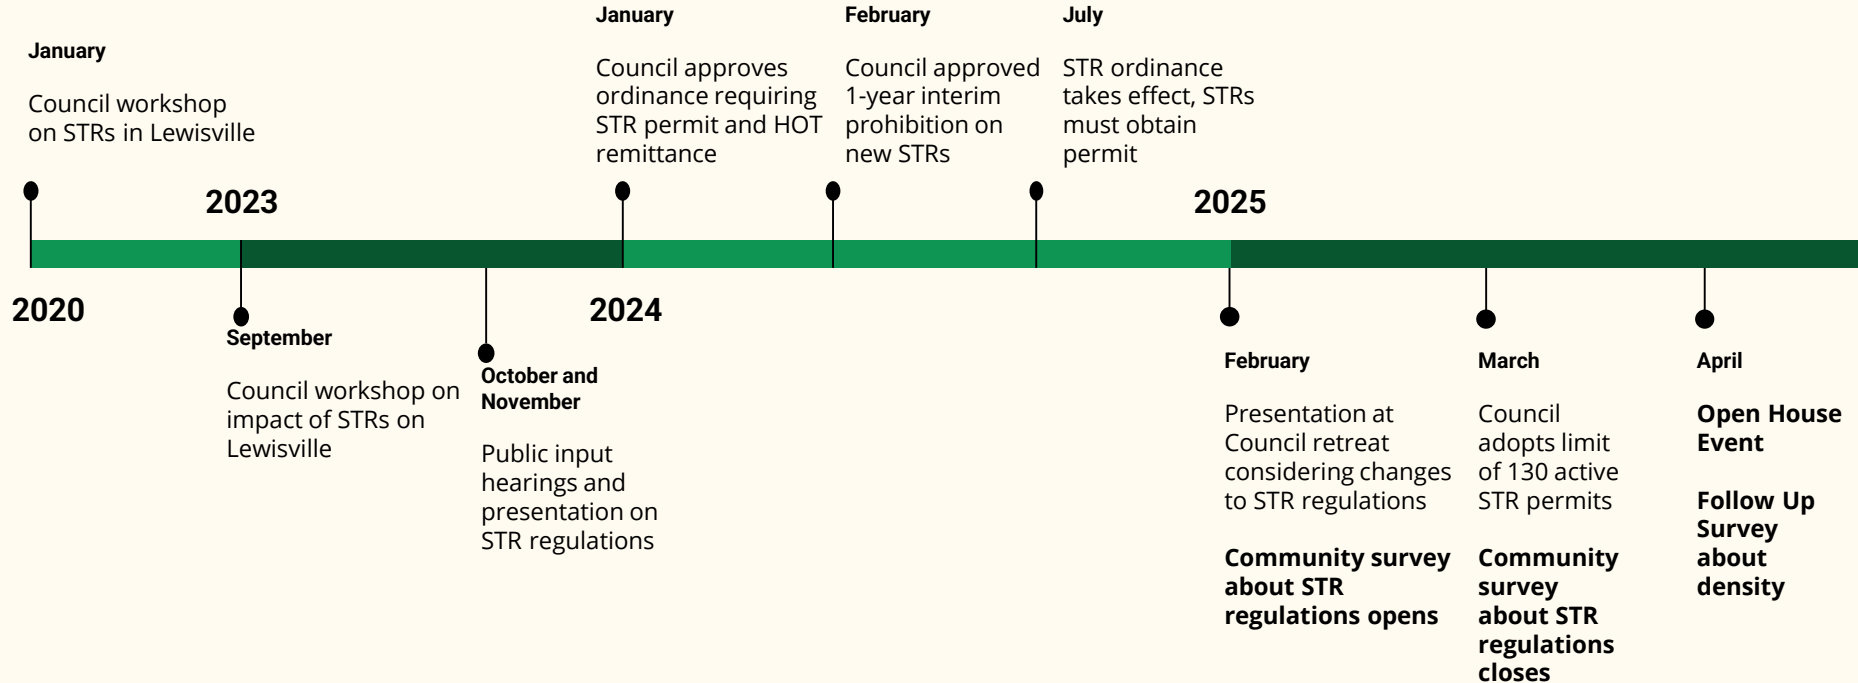 January
Council workshop
on STRs in Lewisville
2020
2023
September
Council workshop on
impact of STRs on
Lewisville
October and
November
Public input
hearings and
presentation on
STR regulations
2024
January
Council approves
ordinance requiring
STR permit and HOT
remittance
February
Council approved
1-year interim
prohibition on
new STRs
July
STR ordinance
takes effect, STRs
must obtain
permit
2025
February
Presentation at
Council retreat
considering changes
to STR regulations
Community survey
about STR
regulations opens
March
Council
adopts limit
of 130 active
STR permits
Community
survey
about STR
regulations
closes
April
Open House
Event
Follow Up
Survey
about
density